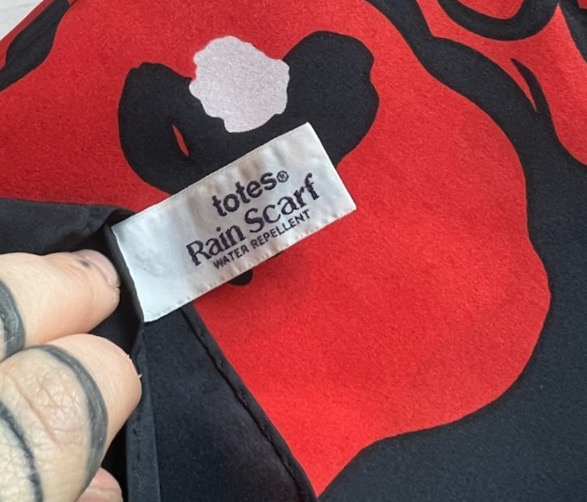 totes®
Rain Scarf
WATER REPELLENT